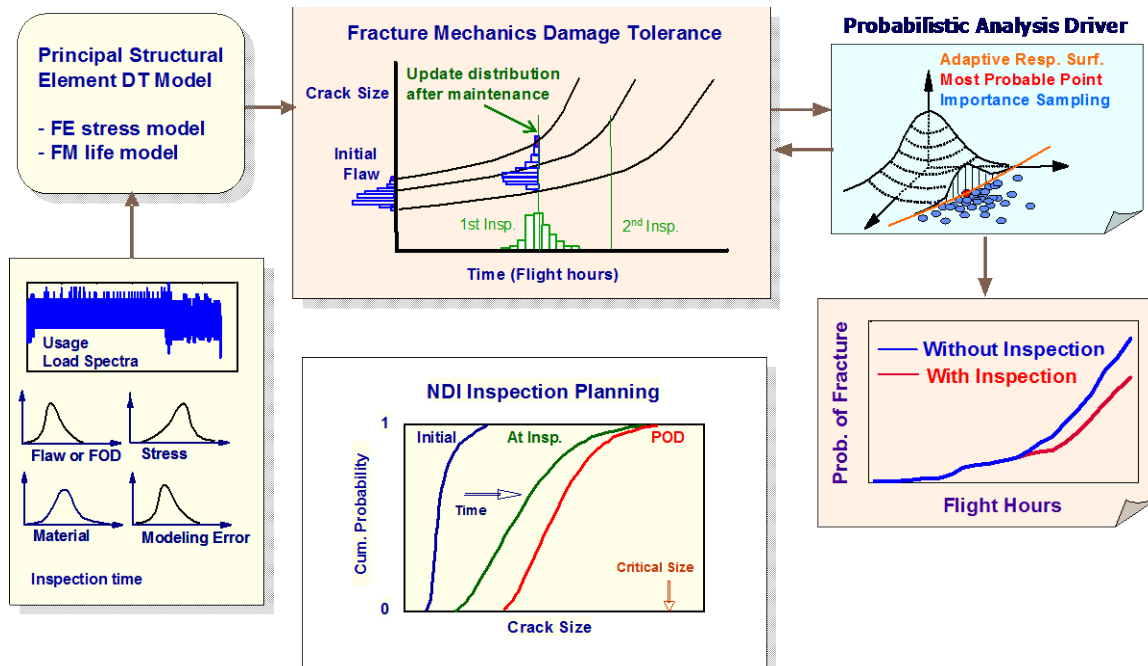 Principal Structural
Element DT Model
- FE stress model
- FM life model
Fracture Mechanics Damage Tolerance
Update distribution
after maintenance
Crack Size
Initial
Flaw
1st Insp.
2nd Insp.
Time (Flight hours)
Probabilistic Analysis Driver
Adaptive Resp. Surf.
Most Probable Point
Importance Sampling
Usage
Load Spectra
Flaw or FOD
Stress
Material
Modeling Error
Inspection time
NDI Inspection Planning
1
Initial
At Insp.
POD
Cum. Probability
Time
Critical Size
0
Crack Size
Without Inspection
With Inspection
Prob. of Fracture
Flight Hours